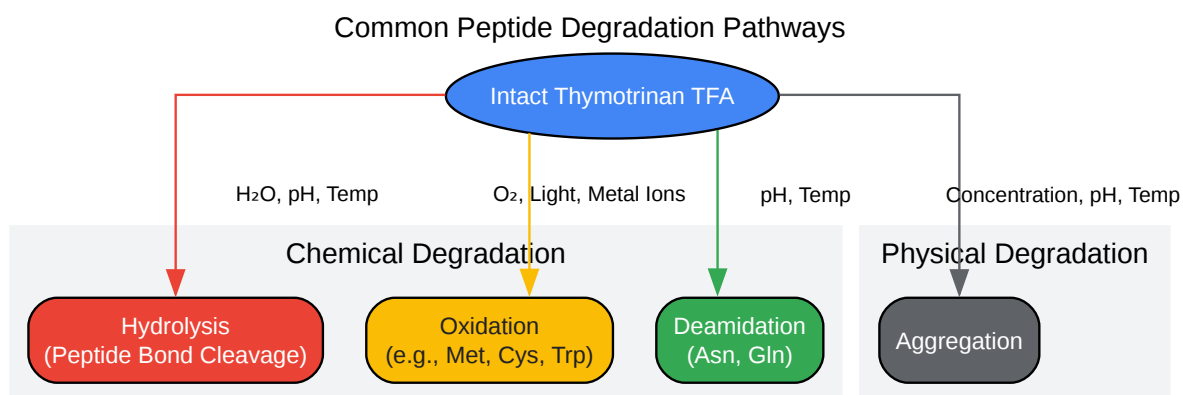 Common Peptide Degradation Pathways
Intact Thymotrinan TFA
H₂O, pH, Temp
O₂, Light, Metal Ions
pH, Temp
Concentration, pH, Temp
Chemical Degradation
Physical Degradation
Hydrolysis
(Peptide Bond Cleavage)
Oxidation
(e.g., Met, Cys, Trp)
Deamidation
(Asn, Gln)
Aggregation